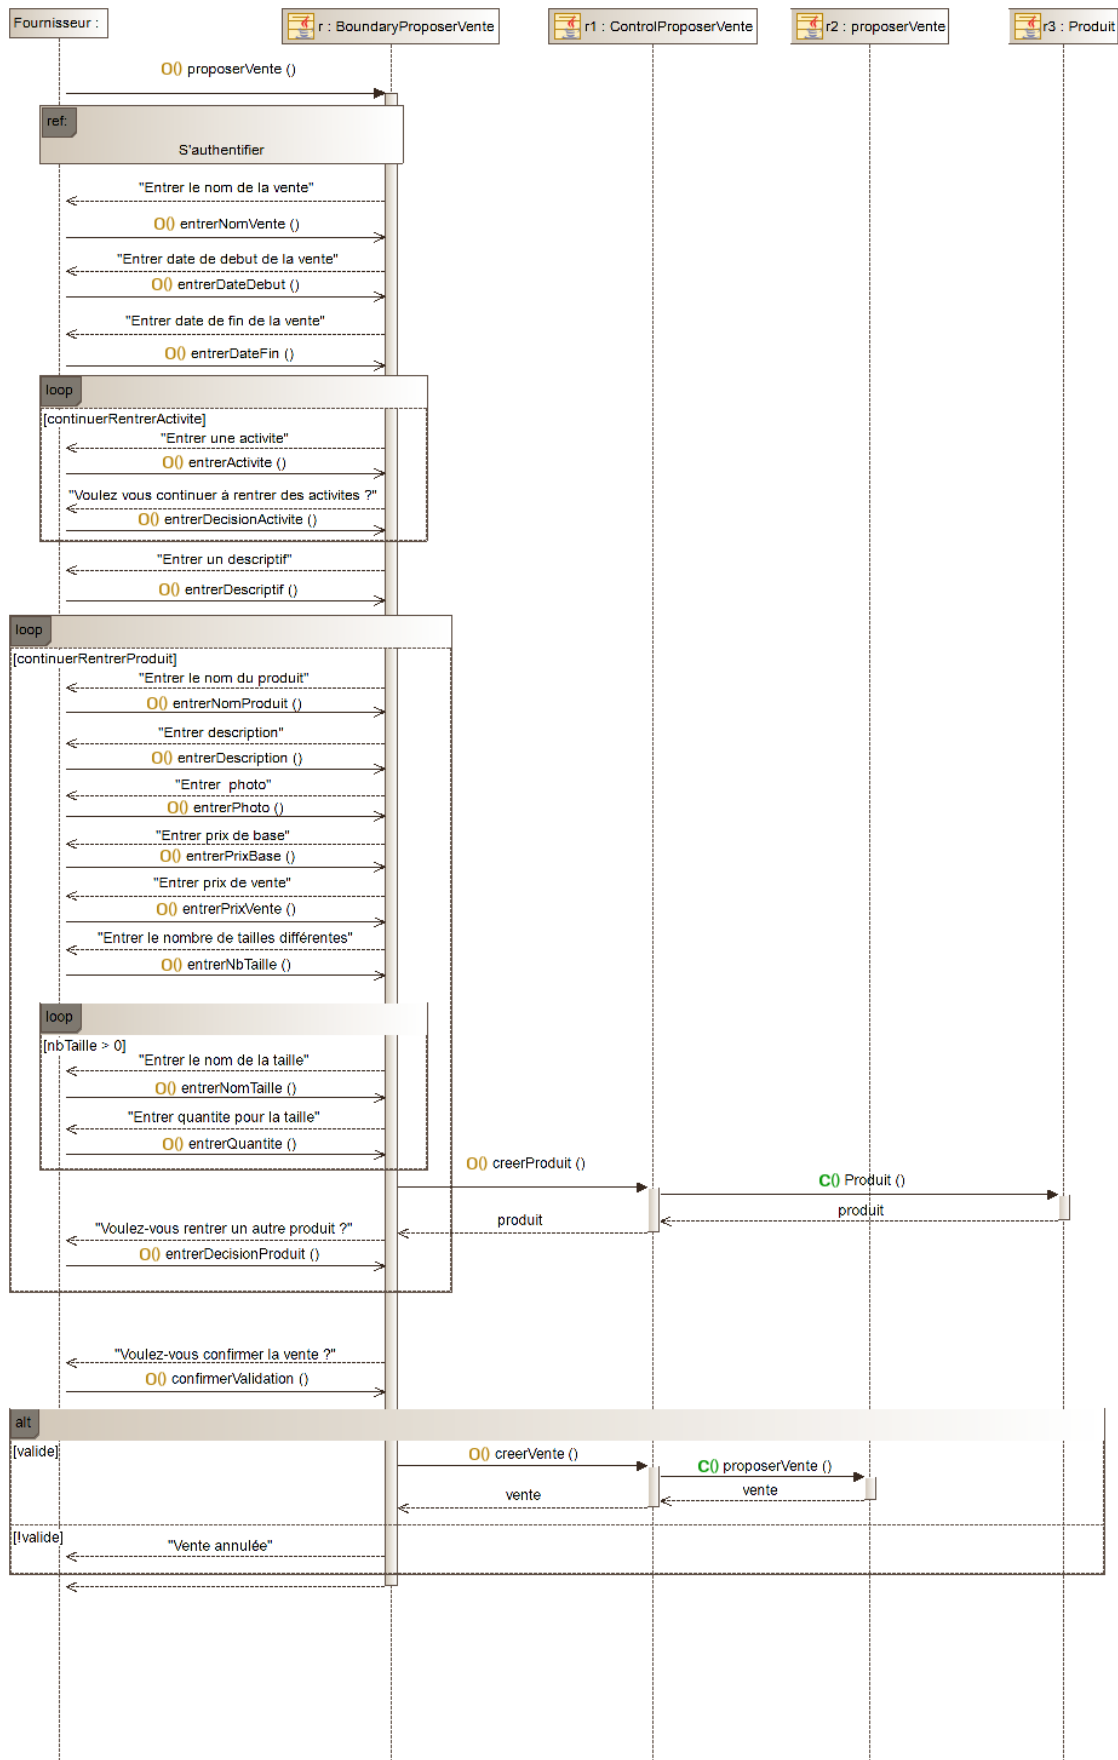 Fournisseur :
r : BoundaryProposerVente
r1 : ControlProposerVente
r2 : proposerVente
r3 : Produit
O() proposerVente ()
ref:
S'authentifier
"Entrer le nom de la vente"
O() entrerNomVente ()
"Entrer date de debut de la vente"
O() entrerDateDebut ()
"Entrer date de fin de la vente"
O() entrerDateFin ()
loop
[continuerRentrerActivite]
"Entrer une activite"
O() entrerActivite ()
"Voulez vous continuer à rentrer des activites ?"
O() entrerDecisionActivite ()
"Entrer un descriptif"
O() entrerDescriptif ()
loop
[continuerRentrerProduit]
"Entrer le nom du produit"
O() entrerNomProduit ()
"Entrer description"
O() entrerDescription ()
"Entrer  photo"
O() entrerPhoto ()
"Entrer prix de base"
O() entrerPrixBase ()
"Entrer prix de vente"
O() entrerPrixVente ()
"Entrer le nombre de tailles différentes"
O() entrerNbTaille ()
loop
[nbTaille > 0]
"Entrer le nom de la taille"
O() entrerNomTaille ()
"Entrer quantite pour la taille"
O() entrerQuantite ()
O() creerProduit ()
C() Produit ()
produit
produit
"Voulez-vous rentrer un autre produit ?"
O() entrerDecisionProduit ()
"Voulez-vous confirmer la vente ?"
O() confirmerValidation ()
alt
[valide]
O() creerVente ()
C() proposerVente ()
vente
vente
[!valide]
"Vente annulée"